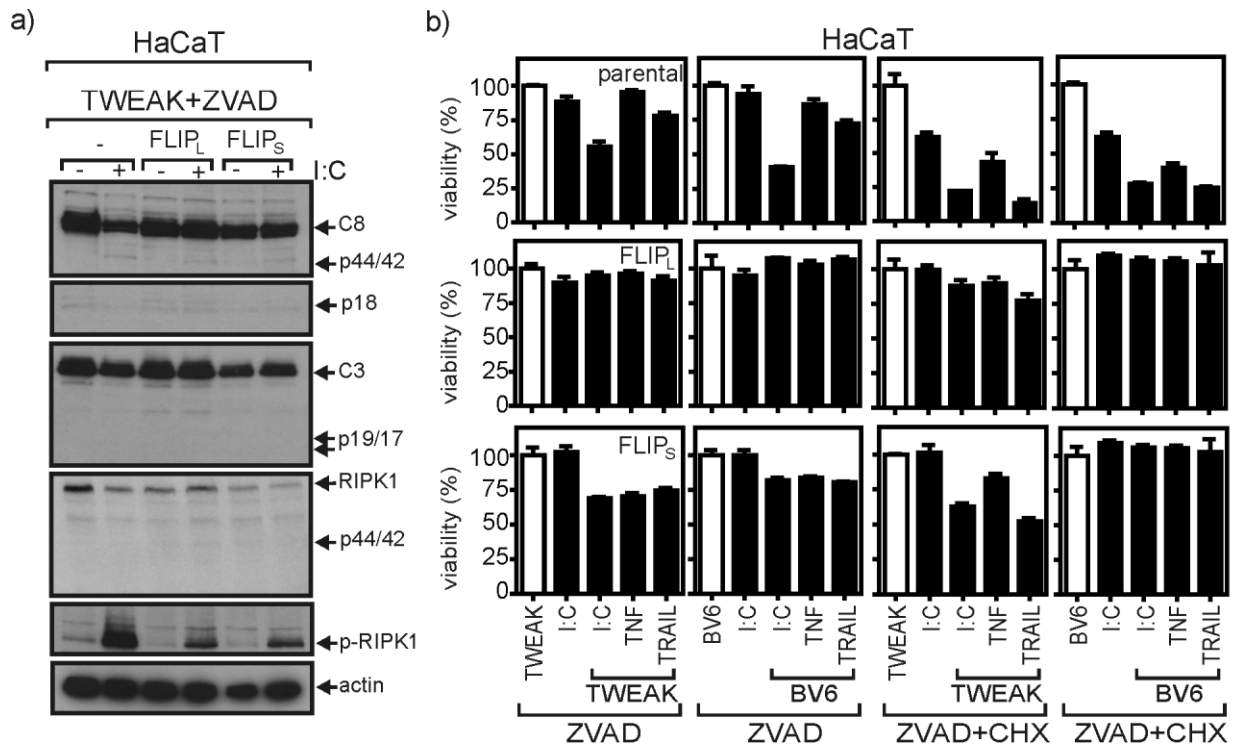 a)
HaCaT
TWEAK+ZVAD
- FLIPL FLIPS
- + - + - + I:C
C8
p44/42
p18
C3
p19/17
RIPK1
p44/42
p-RIPK1
actin
b)
HaCaT
parental
viability (%)
100
75
50
25
0
FLIPL
viability (%)
100
75
50
25
0
FLIPS
viability (%)
100
75
50
25
0
TWEAK I:C I:C TNF TRAIL BV6 I:C I:C TNF TRAIL TWEAK I:C I:C TNF TRAIL BV6 I:C I:C TNF TRAIL
TWEAK BV6 TWEAK BV6
ZVAD ZVAD ZVAD+CHX ZVAD+CHX